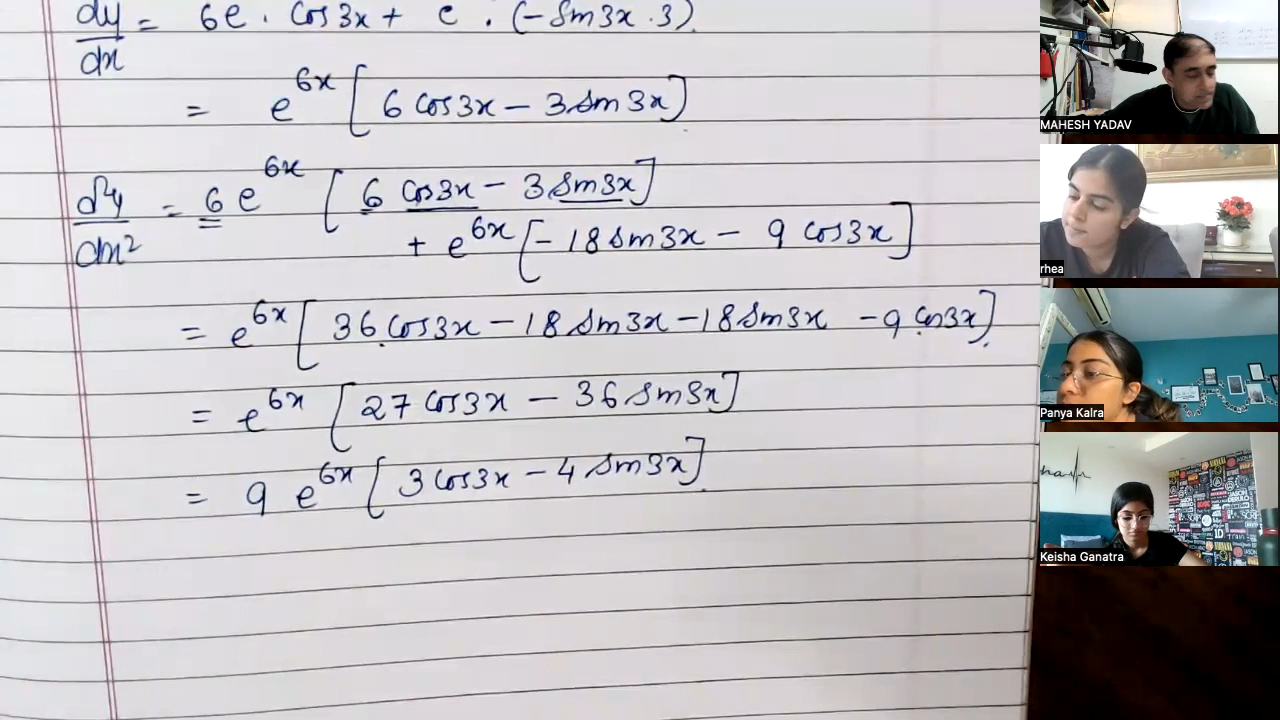 dy/dx = 6e . cos3x + e . (-sin3x . 3).
= e^6x [ 6 cos3x - 3 sin3x ]
d²y/dx² = 6 e^6x [ 6 cos3x - 3 sin3x ]
+ e^6x [ -18 sin3x - 9 cos3x ]
= e^6x [ 36 cos3x - 18 sin3x - 18 sin3x - 9 cos3x ].
= e^6x [ 27 cos3x - 36 sin3x ]
= 9 e^6x [ 3 cos3x - 4 sin3x ].
MAHESH YADAV
rhea
Panya Kalra
Keisha Ganatra